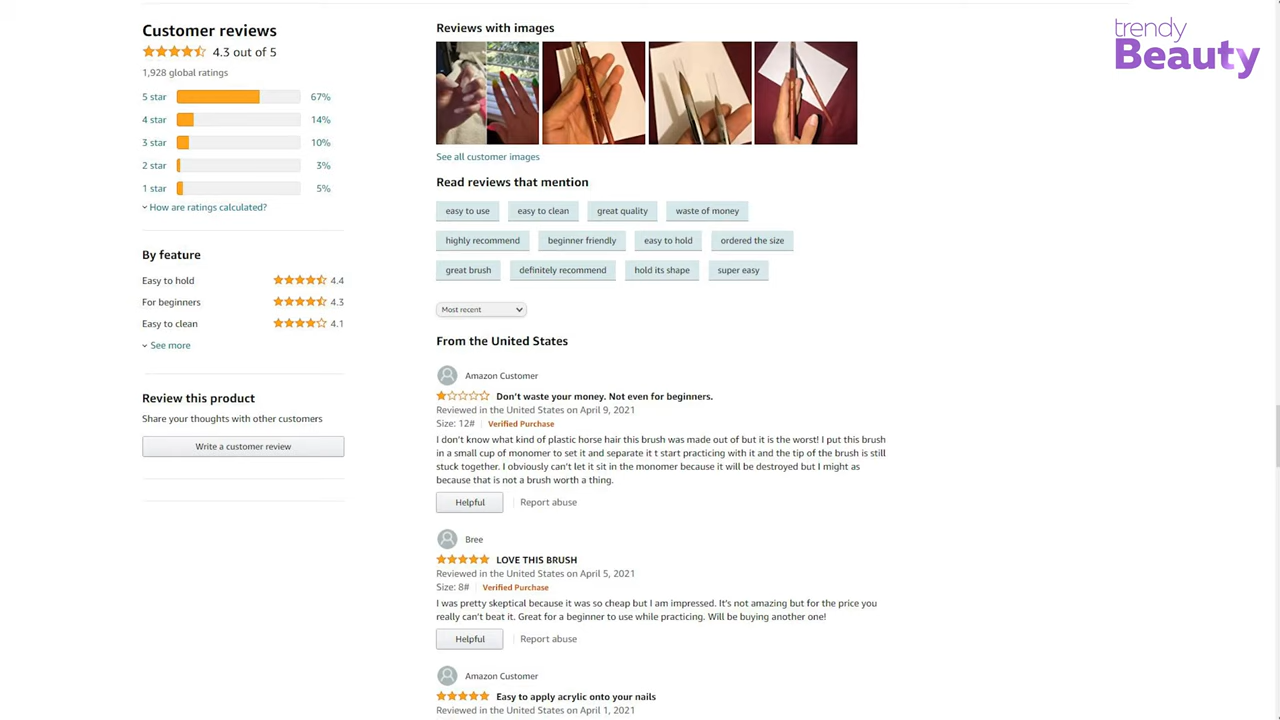 trendy
Beauty
Customer reviews
4.3 out of 5
1,928 global ratings
5 star 67%
4 star 14%
3 star 10%
2 star 3%
1 star 5%
How are ratings calculated?
By feature
Easy to hold 4.4
For beginners 4.3
Easy to clean 4.1
See more
Review this product
Share your thoughts with other customers
Write a customer review
Reviews with images
See all customer images
Read reviews that mention
easy to use easy to clean great quality waste of money
highly recommend beginner friendly easy to hold ordered the size
great brush definitely recommend hold its shape super easy
Most recent
From the United States
Amazon Customer
Don't waste your money. Not even for beginners.
Reviewed in the United States on April 9, 2021
Size: 12# Verified Purchase
I don't know what kind of plastic horse hair this brush was made out of but it is the worst! I put this brush
in a small cup of monomer to set it and separate it t start practicing with it and the tip of the brush is still
stuck together. I obviously can't let it sit in the monomer because it will be destroyed but I might as
because that is not a brush worth a thing.
Helpful Report abuse
Bree
LOVE THIS BRUSH
Reviewed in the United States on April 5, 2021
Size: 8# Verified Purchase
I was pretty skeptical because it was so cheap but I am impressed. It's not amazing but for the price you
really can't beat it. Great for a beginner to use while practicing. Will be buying another one!
Helpful Report abuse
Amazon Customer
Easy to apply acrylic onto your nails
Reviewed in the United States on April 1, 2021